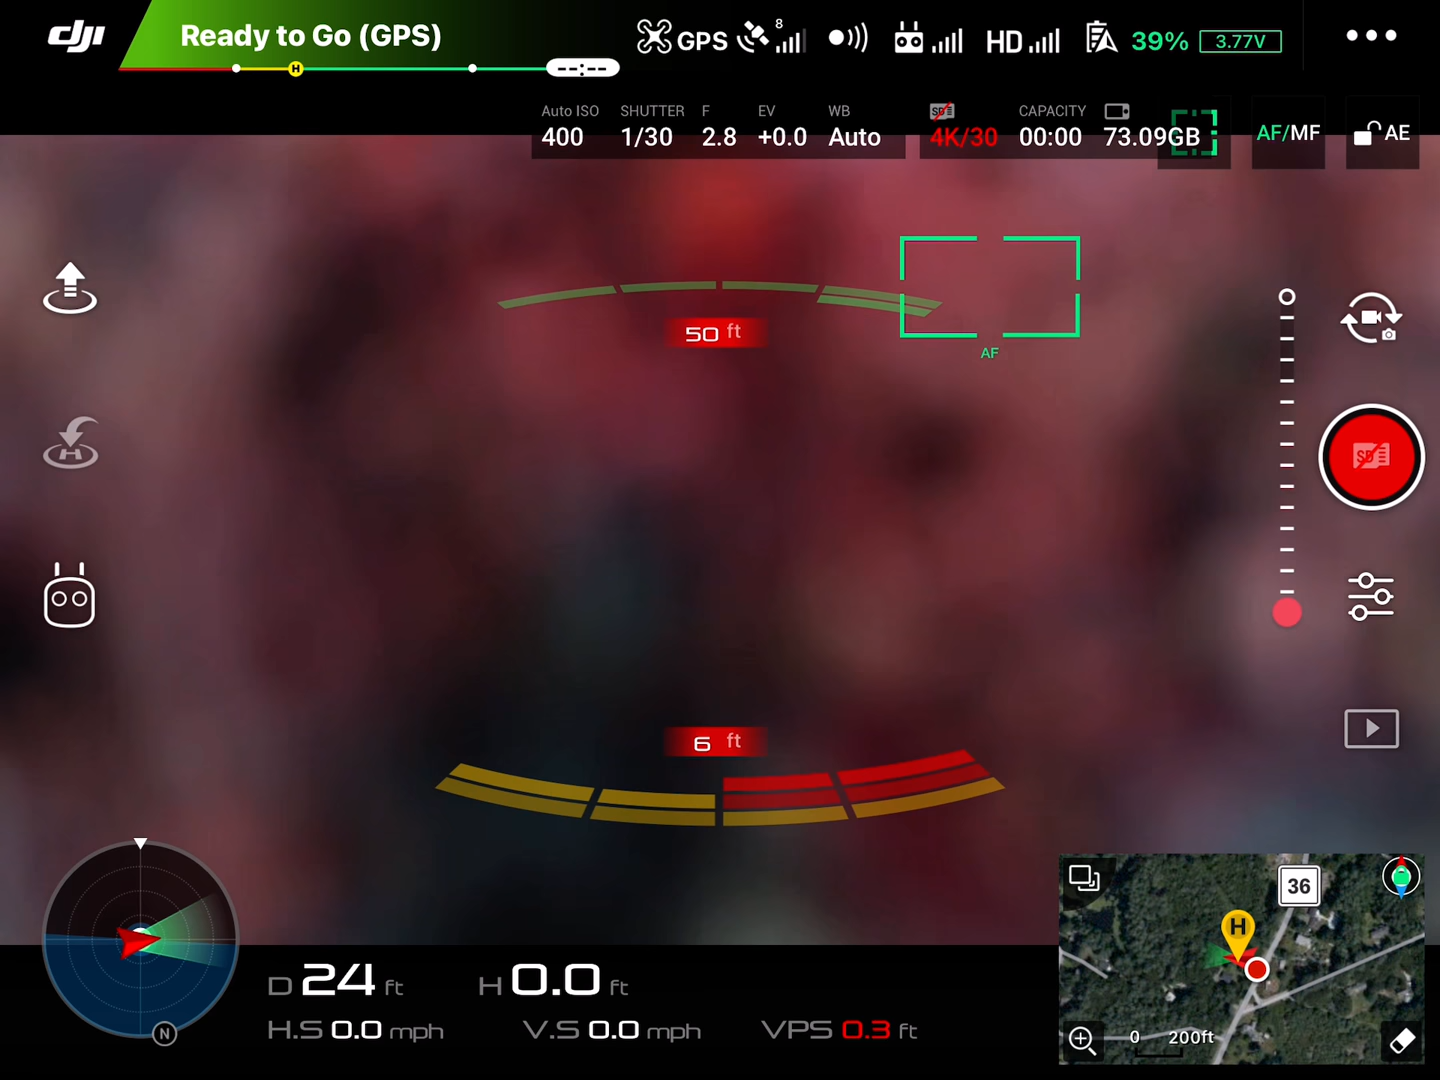 dji
Ready to Go (GPS)
H
--:--
GPS
8
HD
39%
3.77V
Auto ISO SHUTTER F EV WB
400 1/30 2.8 +0.0 Auto
SD CAPACITY
4K/30 00:00 73.09GB
AF/MF
AE
50 ft
AF
H
SD
6 ft
36
H
N
D 24 ft H 0.0 ft
H.S 0.0 mph V.S 0.0 mph VPS 0.3 ft
0 200ft